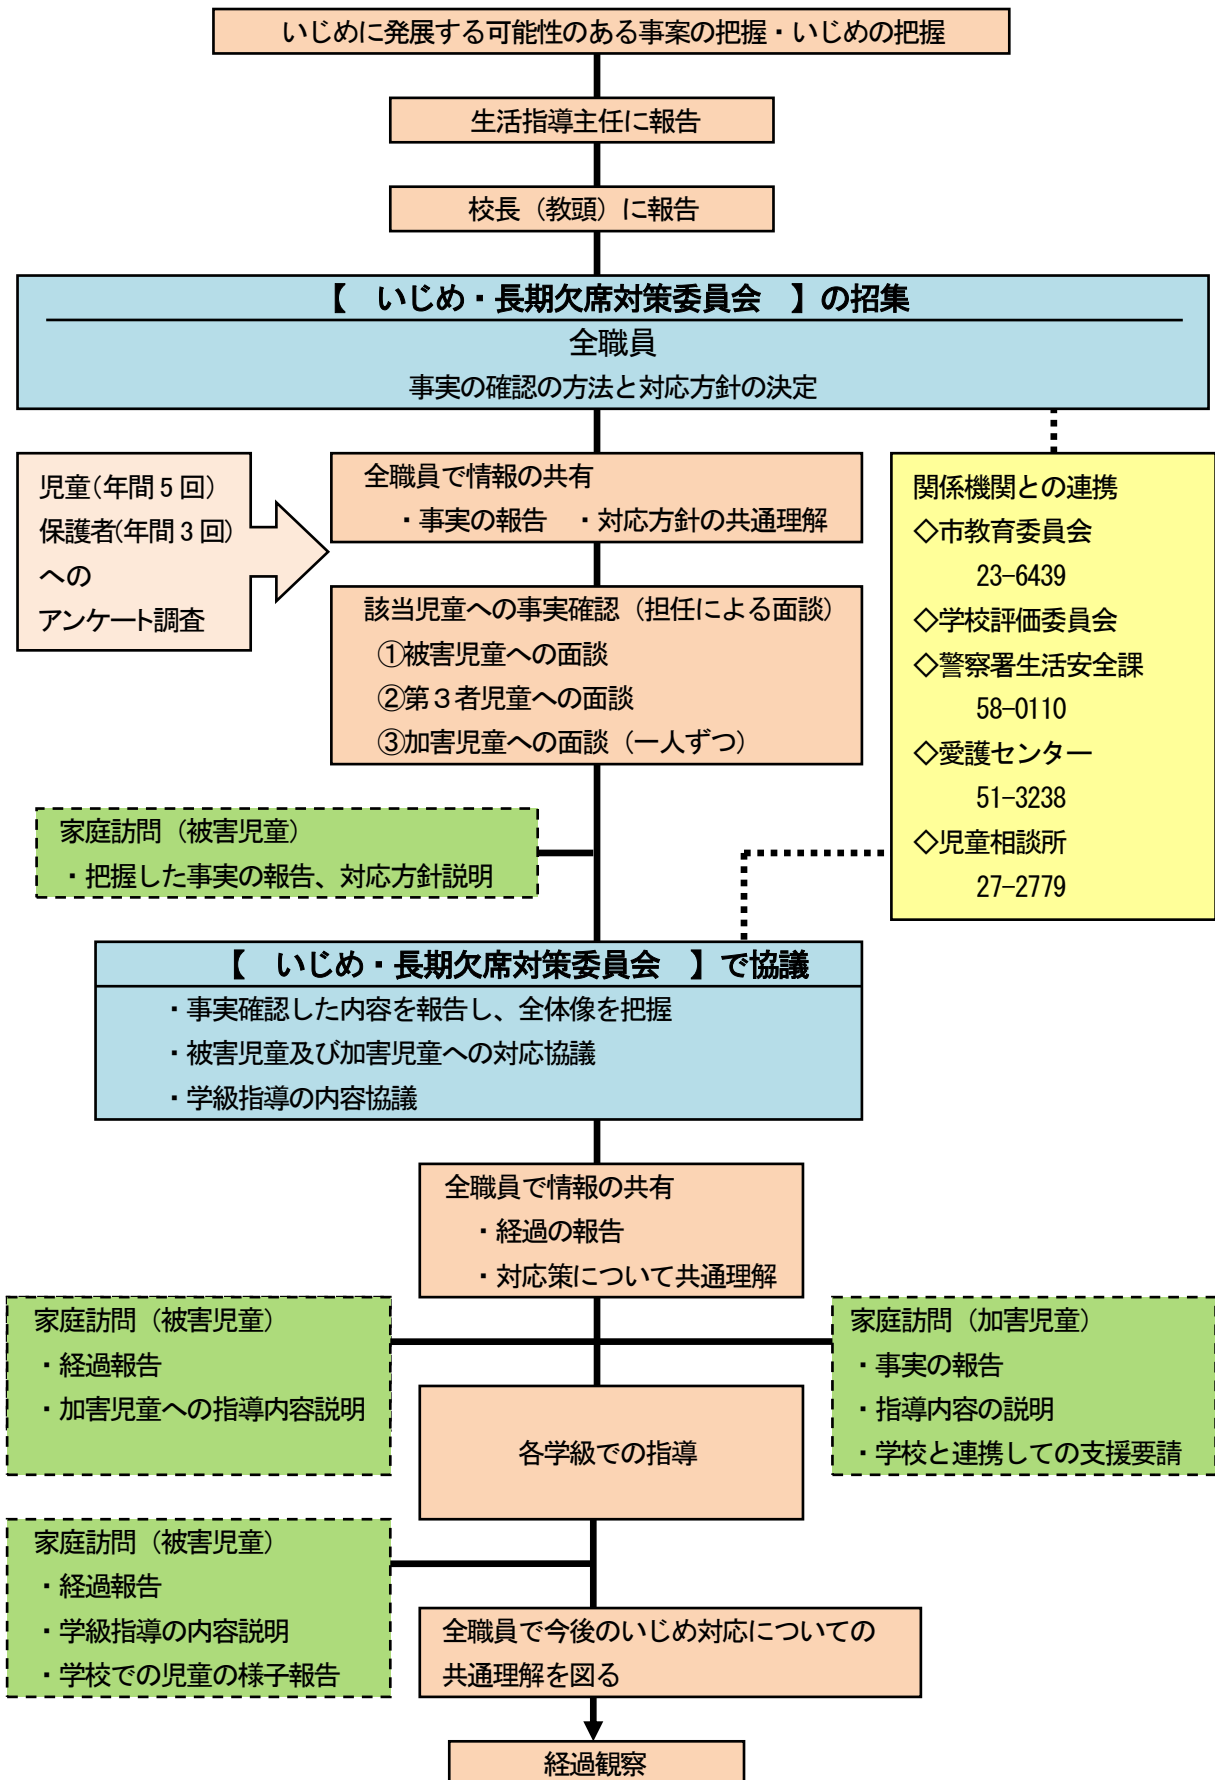 いじめに発展する可能性のある事案の把握・いじめの把握
生活指導主任に報告
校長（教頭）に報告
【　いじめ・長期欠席対策委員会　】の招集
全職員
事実の確認の方法と対応方針の決定
児童（年間５回）
保護者（年間３回）
への
アンケート調査
全職員で情報の共有
・事実の報告　・対応方針の共通理解
該当児童への事実確認（担任による面談）
①被害児童への面談
②第３者児童への面談
③加害児童への面談（一人ずつ）
関係機関との連携
◇市教育委員会
23-6439
◇学校評価委員会
◇警察署生活安全課
58-0110
◇愛護センター
51-3238
◇児童相談所
27-2779
家庭訪問（被害児童）
・把握した事実の報告、対応方針説明
【　いじめ・長期欠席対策委員会　】で協議
・事実確認した内容を報告し、全体像を把握
・被害児童及び加害児童への対応協議
・学級指導の内容協議
全職員で情報の共有
・経過の報告
・対応策について共通理解
家庭訪問（被害児童）
・経過報告
・加害児童への指導内容説明
家庭訪問（加害児童）
・事実の報告
・指導内容の説明
・学校と連携しての支援要請
各学級での指導
家庭訪問（被害児童）
・経過報告
・学級指導の内容説明
・学校での児童の様子報告
全職員で今後のいじめ対応についての
共通理解を図る
経過観察